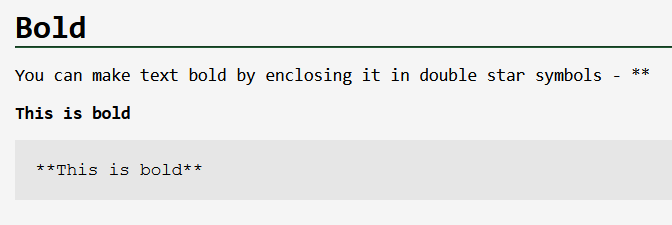 Bold
You can make text bold by enclosing it in double star symbols - **
This is bold
**This is bold**